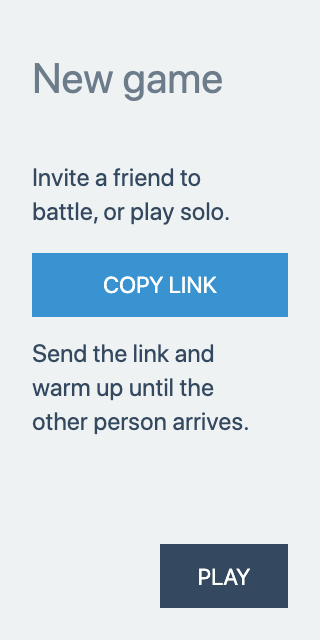 New game
Invite a friend to
battle, or play solo.
COPY LINK
Send the link and
warm up until the
other person arrives.
PLAY